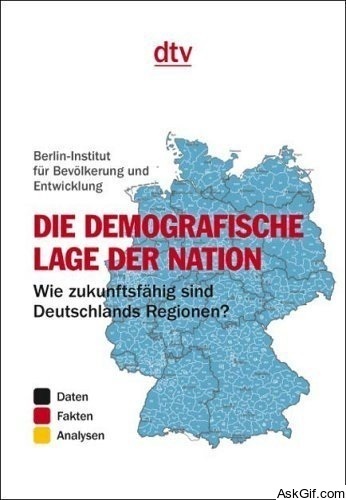 dtv
Berlin-Institut
für Bevölkerung und
Entwicklung
DIE DEMOGRAFISCHE
LAGE DER NATION
Wie zukunftsfähig sind
Deutschlands Regionen?
Daten
Fakten
Analysen
AskGif.com